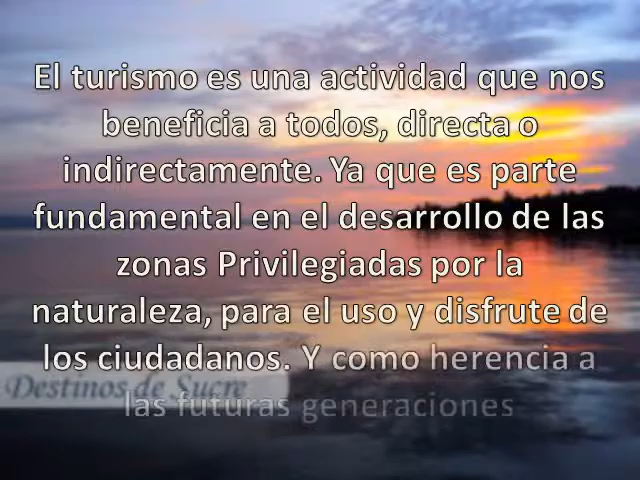 El turismo es una actividad que nos
beneficia a todos, directa o
indirectamente. Ya que es parte
fundamental en el desarrollo de las
zonas Privilegiadas por la
naturaleza, para el uso y disfrute de
los ciudadanos. Y como herencia a
las futuras generaciones
Destinos de Sucre